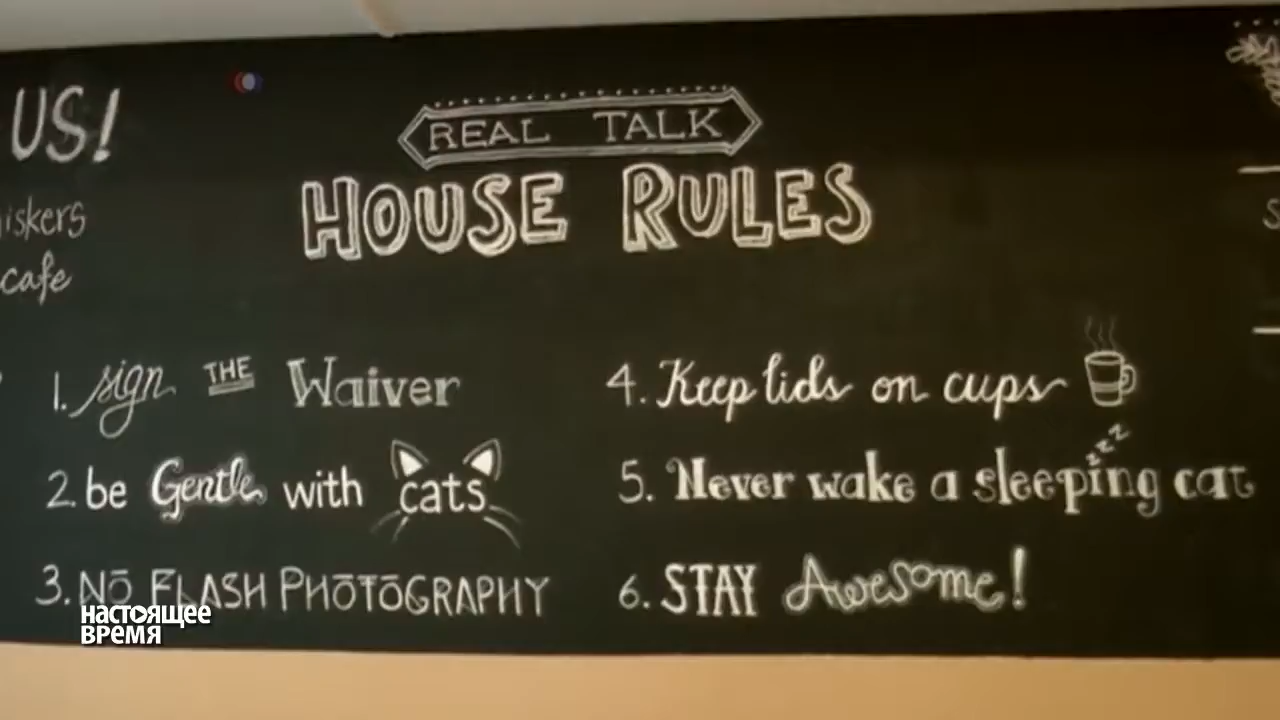 US!
iskers
cafe
REAL TALK
HOUSE RULES
1. sign THE Waiver
2. be Gentle with cats
3. NO FLASH PHOTOGRAPHY
4. Keep lids on cups
5. Never wake a sleeping cat
zzz
6. STAY Awesome!
НАСТОЯЩЕЕ
ВРЕМЯ